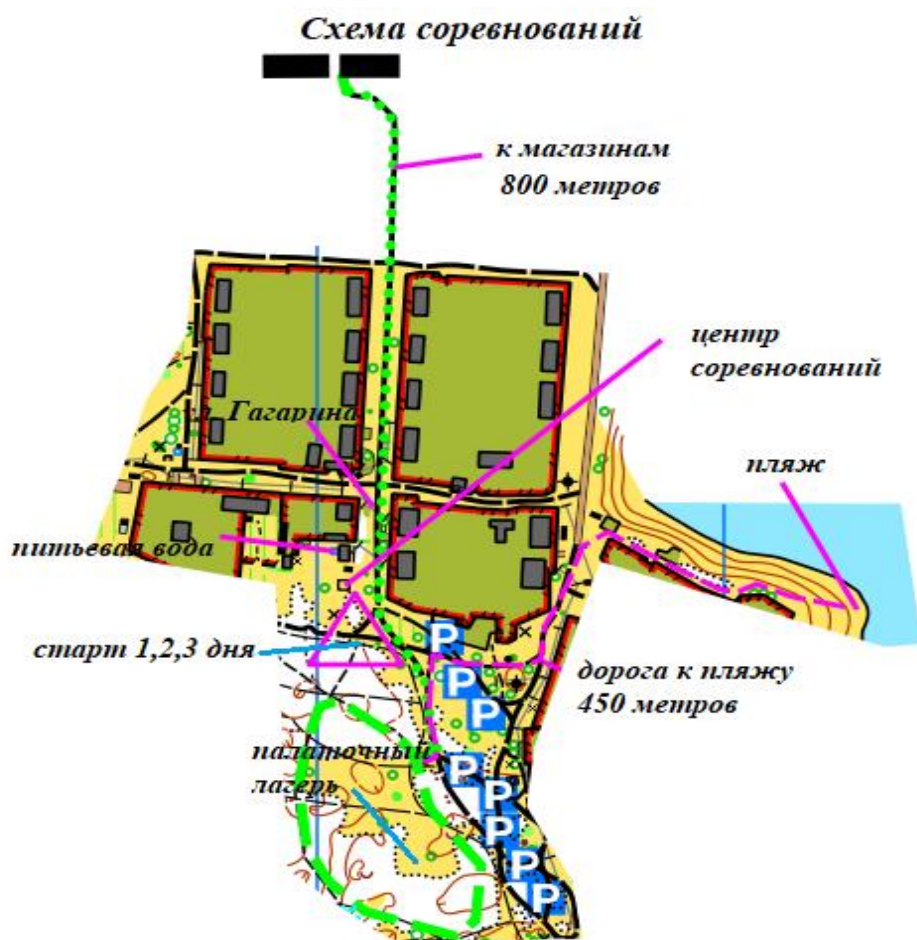 Схема соревнований
к магазинам
800 метров
центр
соревнований
Гагарина
пляж
питьевая вода
старт 1,2,3 дня
дорога к пляжу
450 метров
палаточный
лагерь
P
P
P
P
P
P
P
P